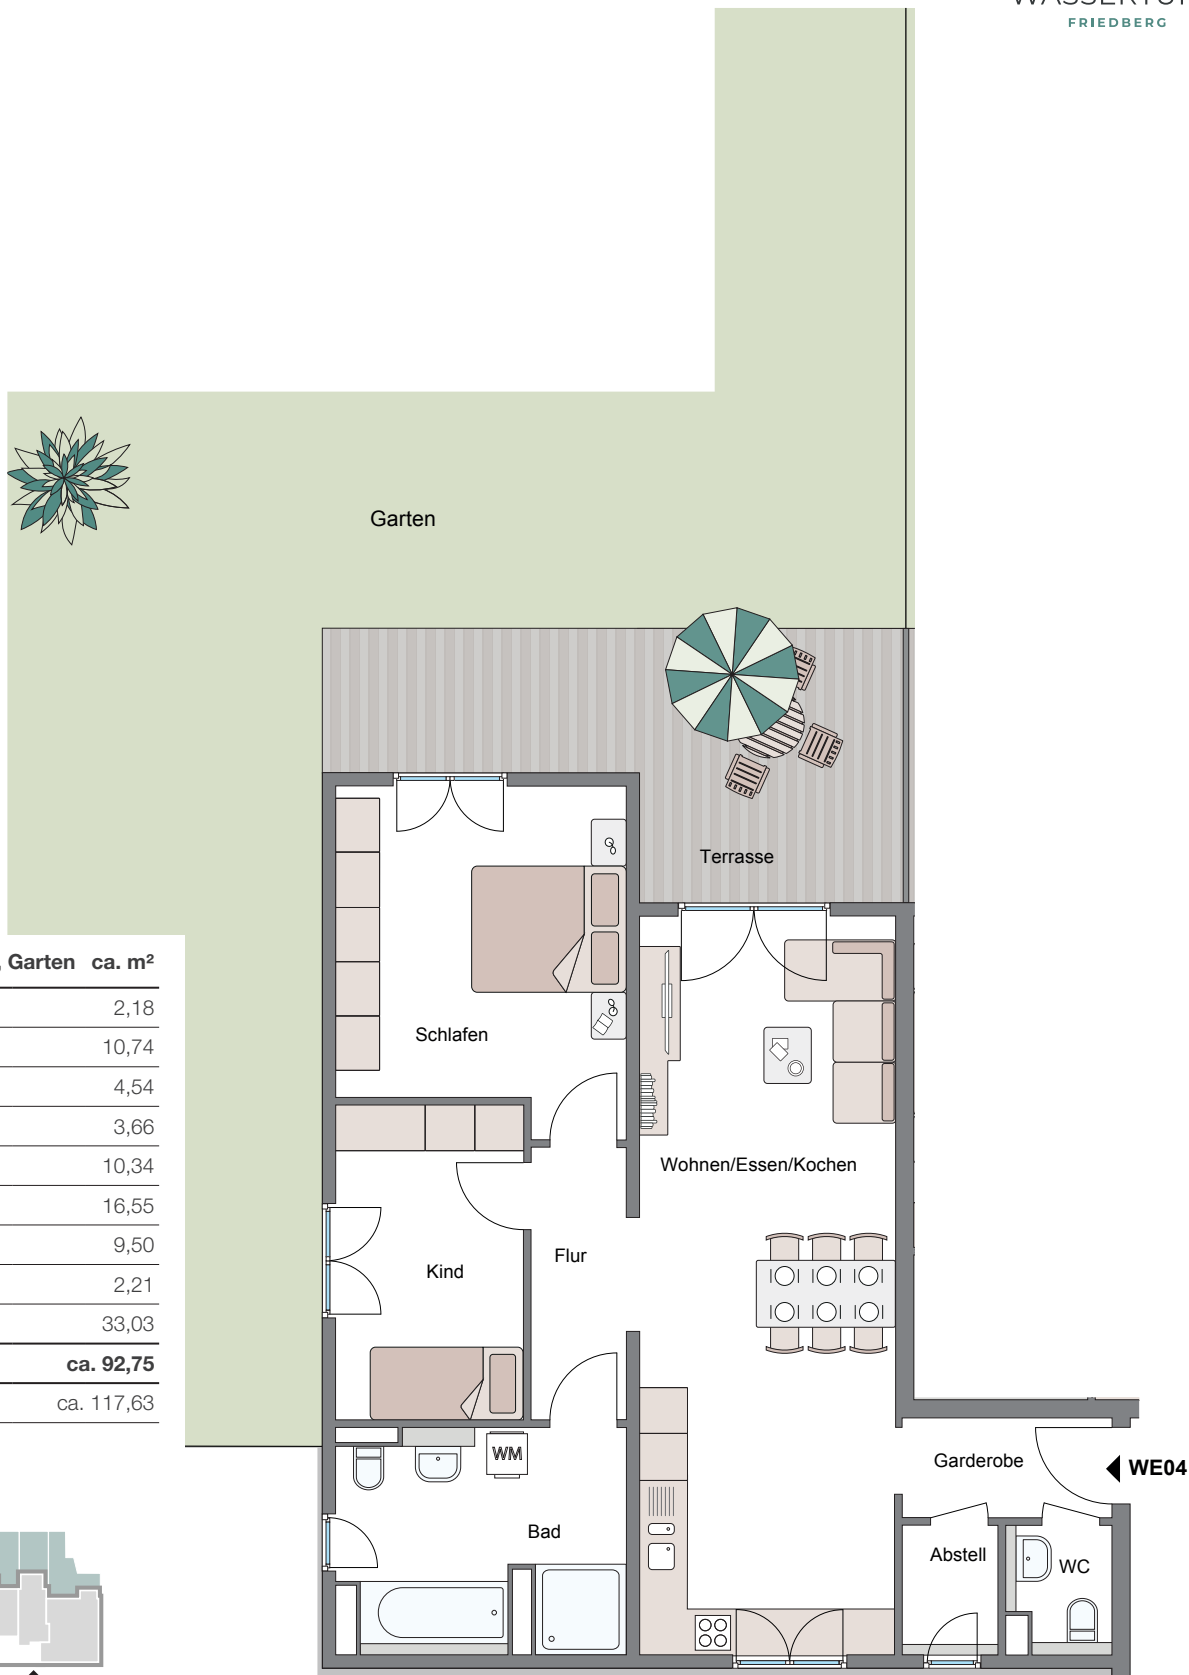 FRIEDBERG
Garten
Terrasse
Garten ca. m²
2,18
10,74
4,54
3,66
10,34
16,55
9,50
2,21
33,03
ca. 92,75
ca. 117,63
Schlafen
Wohnen/Essen/Kochen
Flur
Kind
WM
Garderobe
WE04
Bad
Abstell
WC